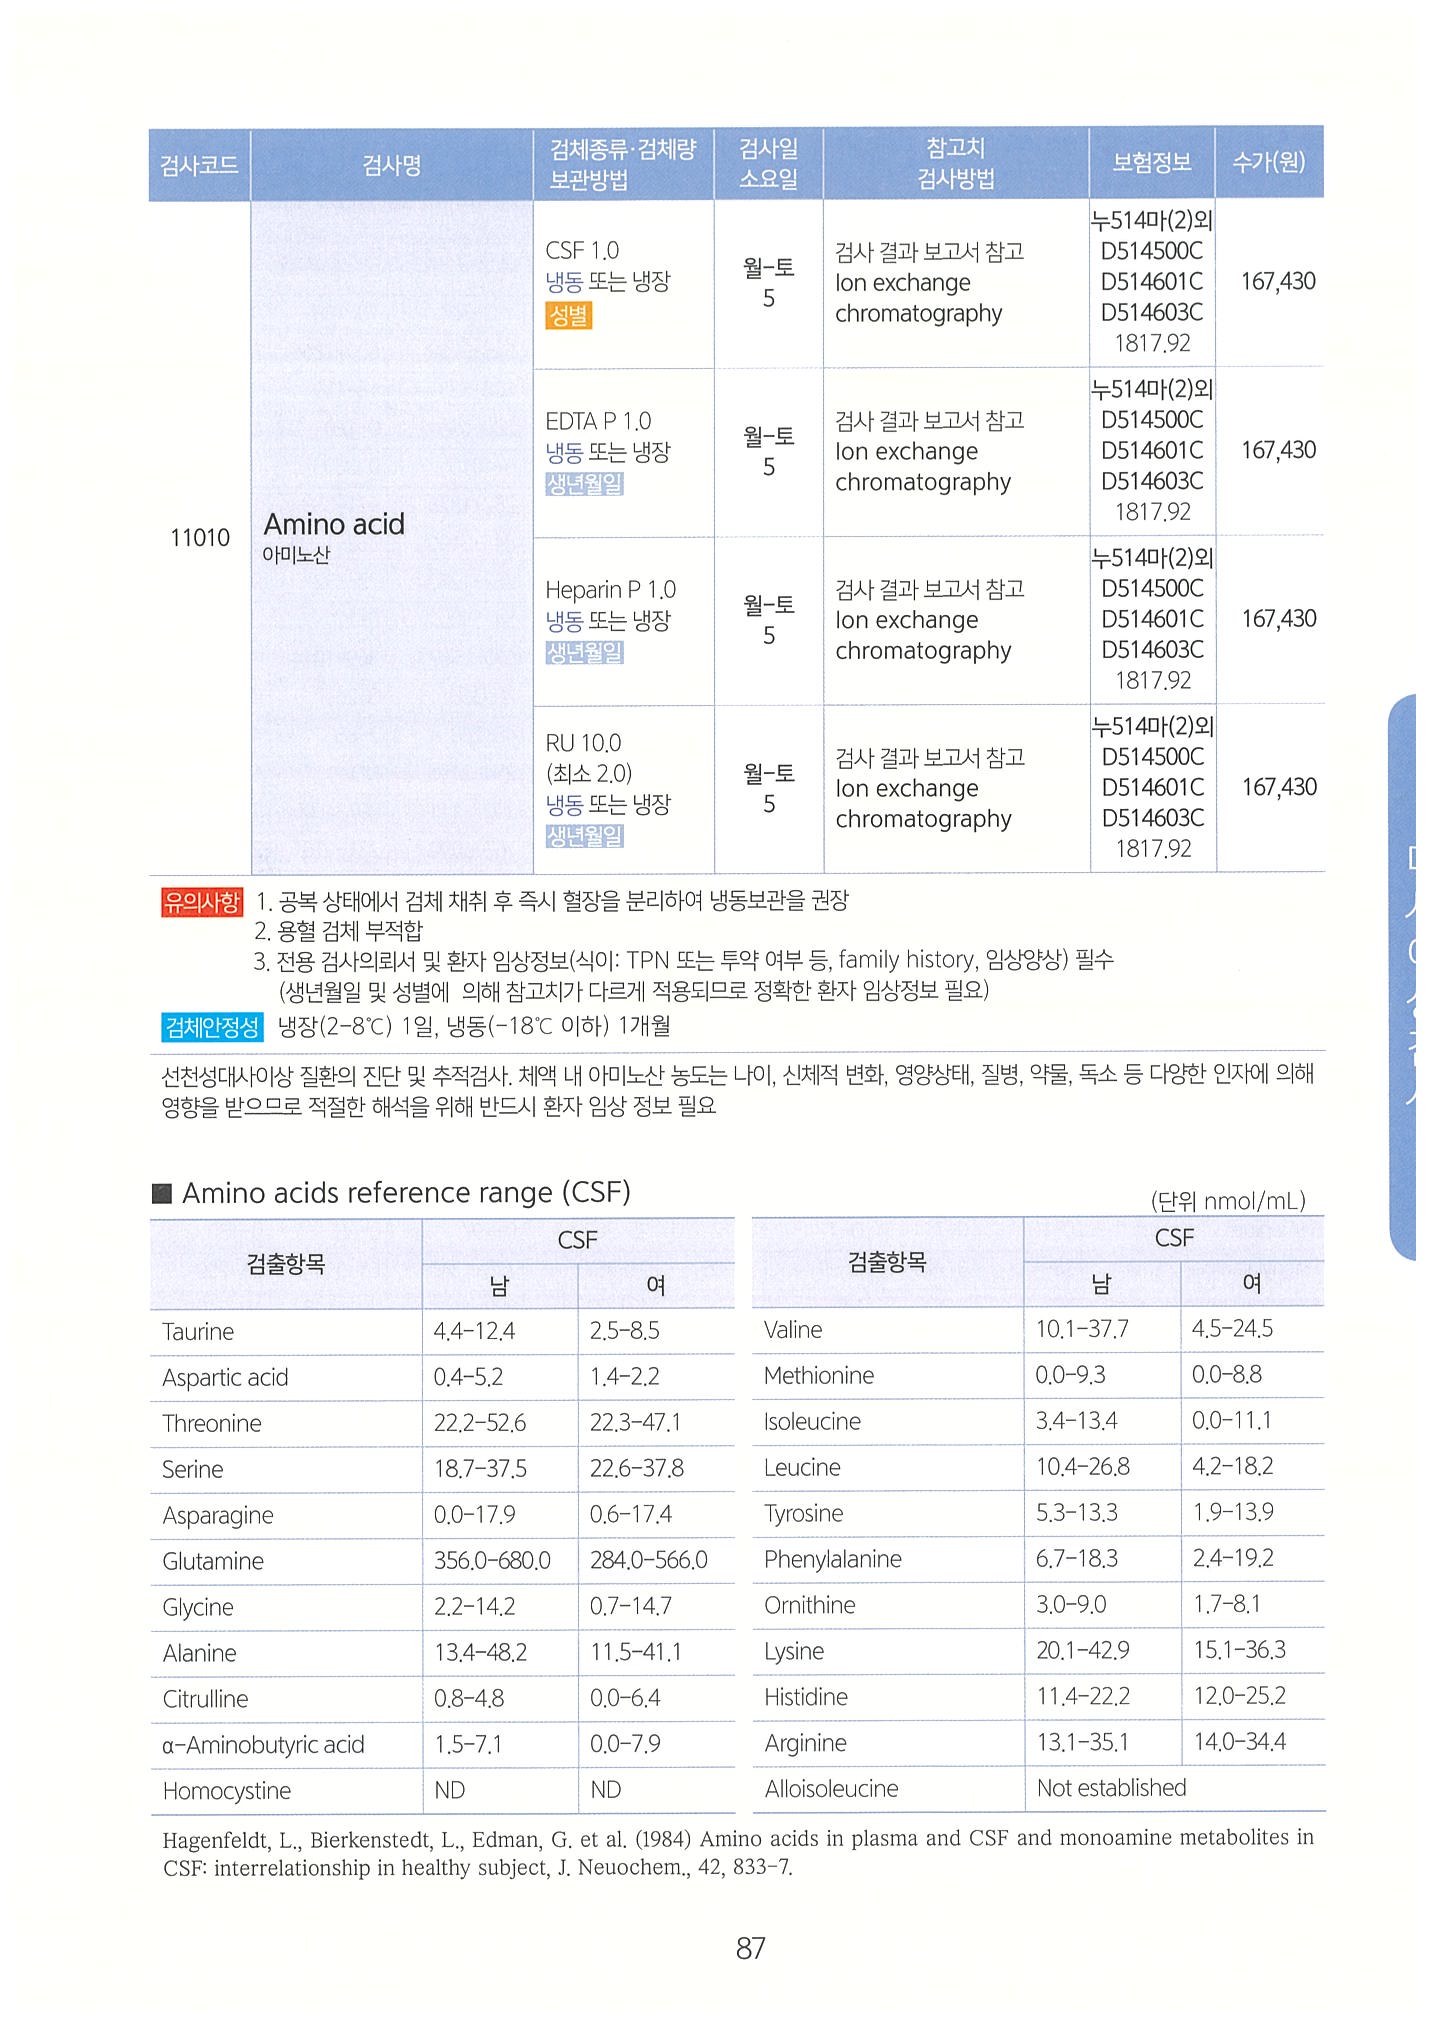 검사코드 검사명 검체종류·검체량 보관방법 검사일 소요일 참고치 검사방법 보험정보 수가(원)
11010
Amino acid
아미노산
CSF 1.0
냉동 또는 냉장
성별
월-토
5
검사 결과 보고서 참고
Ion exchange
chromatography
누514마(2)외
D514500C
D514601C
D514603C
1817.92
167,430
EDTA P 1.0
냉동 또는 냉장
생년월일
월-토
5
검사 결과 보고서 참고
Ion exchange
chromatography
누514마(2)외
D514500C
D514601C
D514603C
1817.92
167,430
Heparin P 1.0
냉동 또는 냉장
생년월일
월-토
5
검사 결과 보고서 참고
Ion exchange
chromatography
누514마(2)외
D514500C
D514601C
D514603C
1817.92
167,430
RU 10.0
(최소 2.0)
냉동 또는 냉장
생년월일
월-토
5
검사 결과 보고서 참고
Ion exchange
chromatography
누514마(2)외
D514500C
D514601C
D514603C
1817.92
167,430
유의사항 1. 공복 상태에서 검체 채취 후 즉시 혈장을 분리하여 냉동보관을 권장
2. 용혈 검체 부적합
3. 전용 검사의뢰서 및 환자 임상정보(식이: TPN 또는 투약 여부 등, family history, 임상양상) 필수
(생년월일 및 성별에 의해 참고치가 다르게 적용되므로 정확한 환자 임상정보 필요)
검체안정성 냉장(2-8℃) 1일, 냉동(-18℃ 이하) 1개월
선천성대사이상 질환의 진단 및 추적검사. 체액 내 아미노산 농도는 나이, 신체적 변화, 영양상태, 질병, 약물, 독소 등 다양한 인자에 의해
영향을 받으므로 적절한 해석을 위해 반드시 환자 임상 정보 필요
■ Amino acids reference range (CSF)
(단위 nmol/mL)
검출항목 CSF
남 여
Taurine 4.4-12.4 2.5-8.5
Aspartic acid 0.4-5.2 1.4-2.2
Threonine 22.2-52.6 22.3-47.1
Serine 18.7-37.5 22.6-37.8
Asparagine 0.0-17.9 0.6-17.4
Glutamine 356.0-680.0 284.0-566.0
Glycine 2.2-14.2 0.7-14.7
Alanine 13.4-48.2 11.5-41.1
Citrulline 0.8-4.8 0.0-6.4
α-Aminobutyric acid 1.5-7.1 0.0-7.9
Homocystine ND ND
검출항목 CSF
남 여
Valine 10.1-37.7 4.5-24.5
Methionine 0.0-9.3 0.0-8.8
Isoleucine 3.4-13.4 0.0-11.1
Leucine 10.4-26.8 4.2-18.2
Tyrosine 5.3-13.3 1.9-13.9
Phenylalanine 6.7-18.3 2.4-19.2
Ornithine 3.0-9.0 1.7-8.1
Lysine 20.1-42.9 15.1-36.3
Histidine 11.4-22.2 12.0-25.2
Arginine 13.1-35.1 14.0-34.4
Alloisoleucine Not established
Hagenfeldt, L., Bierkenstedt, L., Edman, G. et al. (1984) Amino acids in plasma and CSF and monoamine metabolites in
CSF: interrelationship in healthy subject, J. Neuochem., 42, 833-7.
87